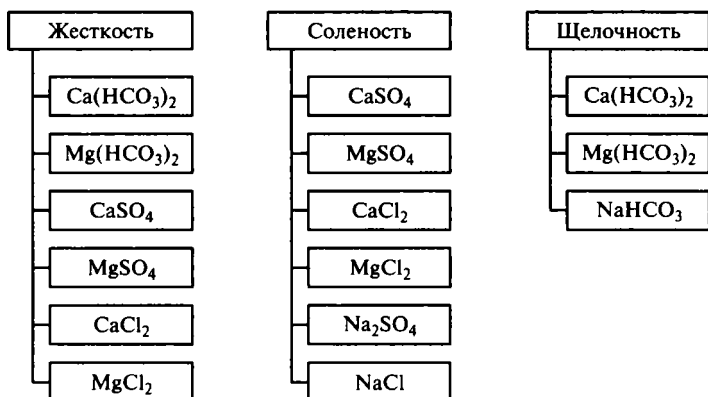 Жесткость
Ca(HCO₃)₂
Mg(HCO₃)₂
CaSO₄
MgSO₄
CaCl₂
MgCl₂
Соленость
CaSO₄
MgSO₄
CaCl₂
MgCl₂
Na₂SO₄
NaCl
Щелочность
Ca(HCO₃)₂
Mg(HCO₃)₂
NaHCO₃